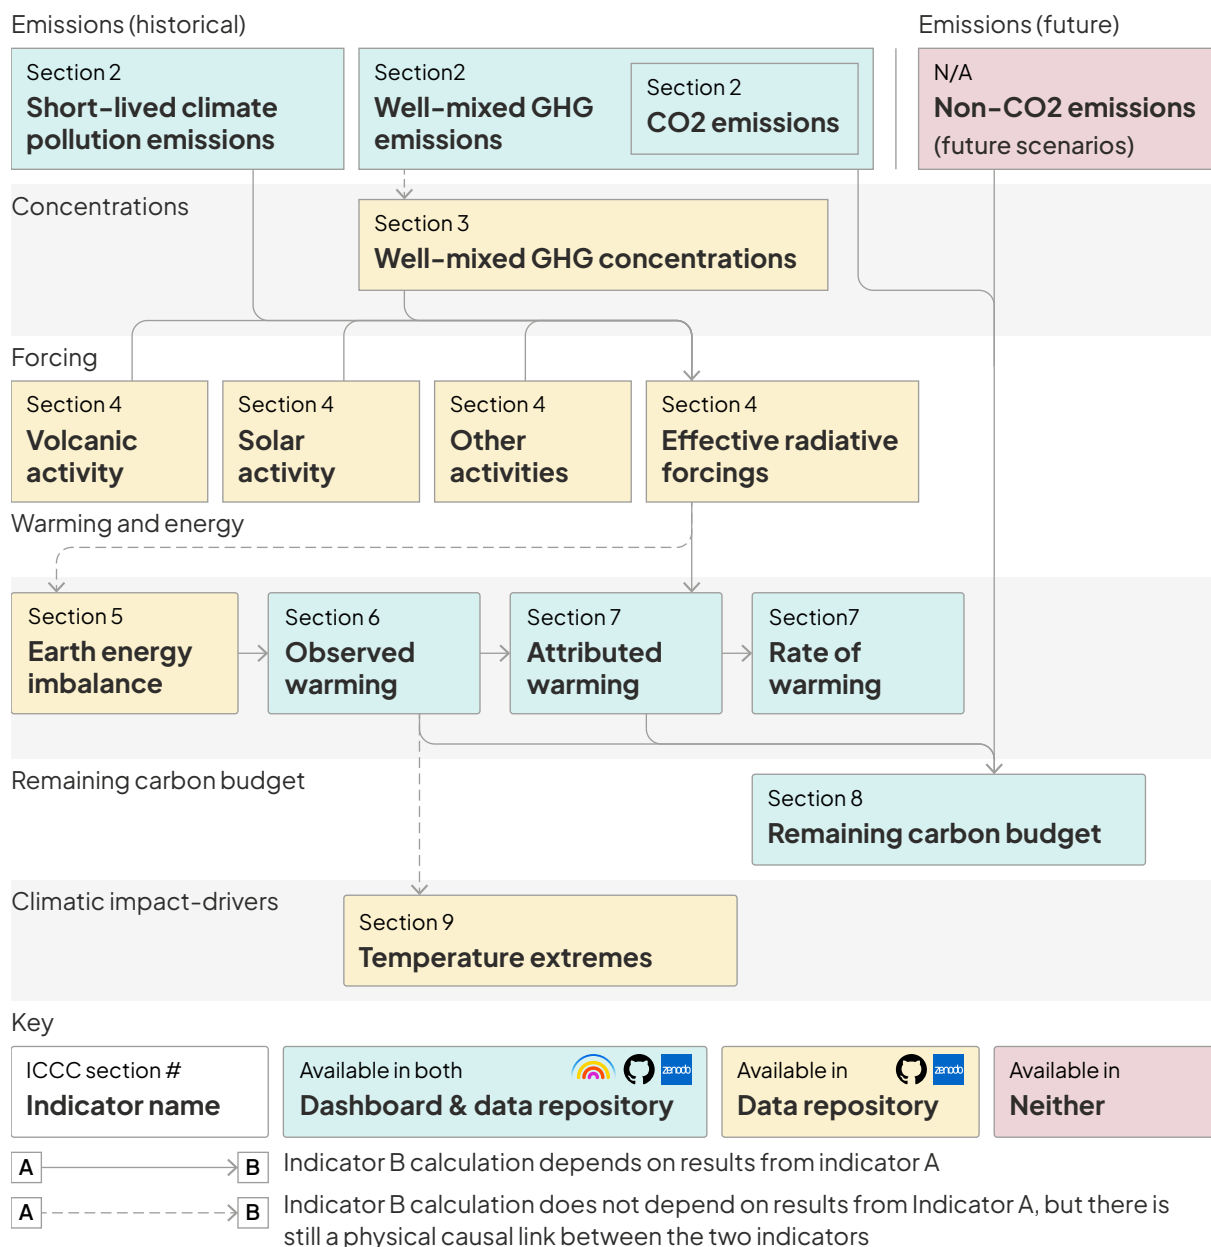 Emissions (historical)
Emissions (future)
Section 2
Short-lived climate
pollution emissions
Section2
Well-mixed GHG
emissions
Section 2
CO2 emissions
N/A
Non-CO2 emissions
(future scenarios)
Concentrations
Section 3
Well-mixed GHG concentrations
Forcing
Section 4
Volcanic
activity
Section 4
Solar
activity
Section 4
Other
activities
Section 4
Effective radiative
forcings
Warming and energy
Section 5
Earth energy
imbalance
Section 6
Observed
warming
Section 7
Attributed
warming
Section7
Rate of
warming
Remaining carbon budget
Section 8
Remaining carbon budget
Climatic impact-drivers
Section 9
Temperature extremes
Key
ICCC section #
Indicator name
Available in both
zenodo
Dashboard & data repository
Available in
zenodo
Data repository
Available in
Neither
A
B
Indicator B calculation depends on results from indicator A
A
B
Indicator B calculation does not depend on results from Indicator A, but there is
still a physical causal link between the two indicators